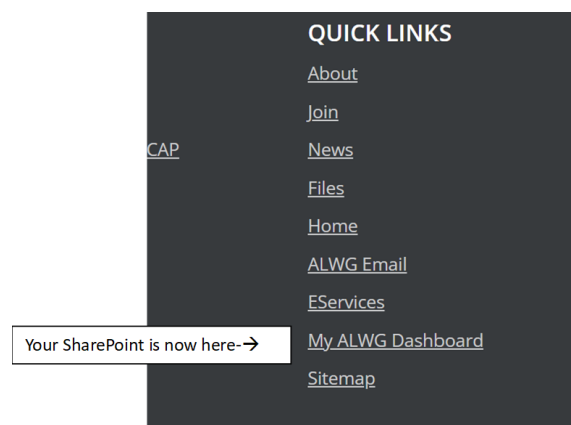 QUICK LINKS
About
Join
CAP
News
Files
Home
ALWG Email
EServices
Your SharePoint is now here-→
My ALWG Dashboard
Sitemap